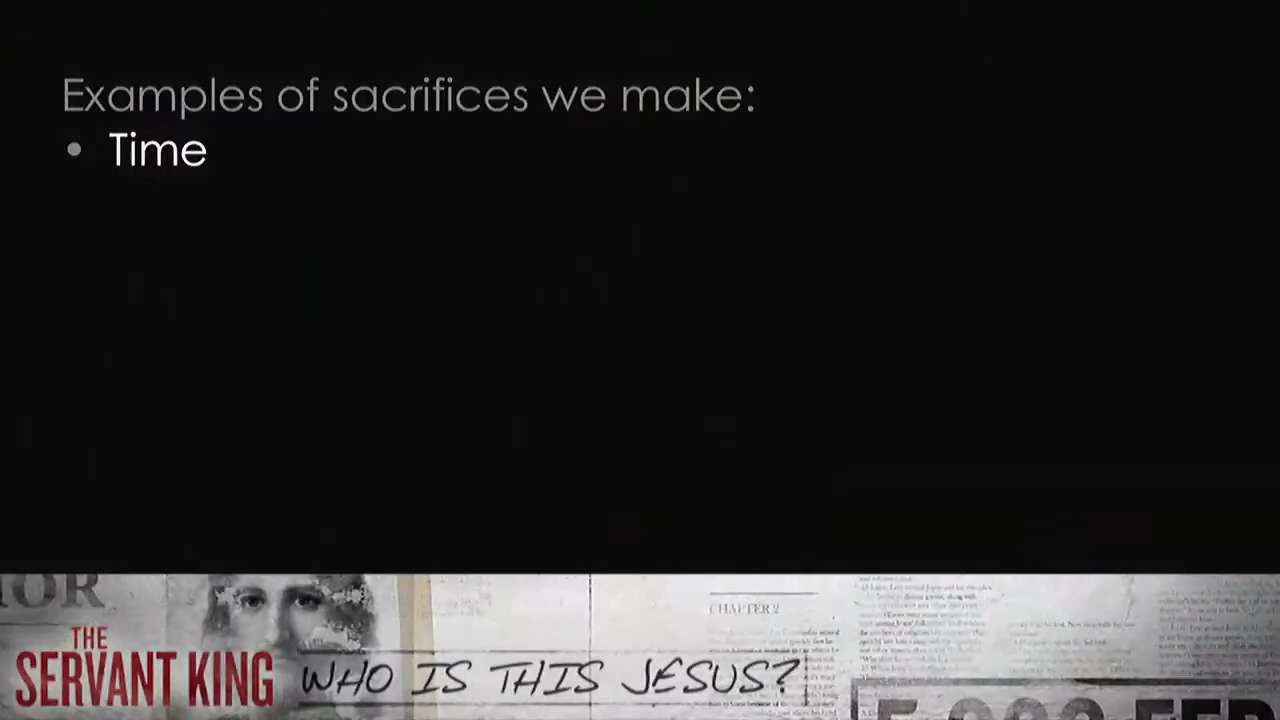 Examples of sacrifices we make:
• Time
THE
SERVANT KING
WHO IS THIS JESUS?
CHAPTER 2